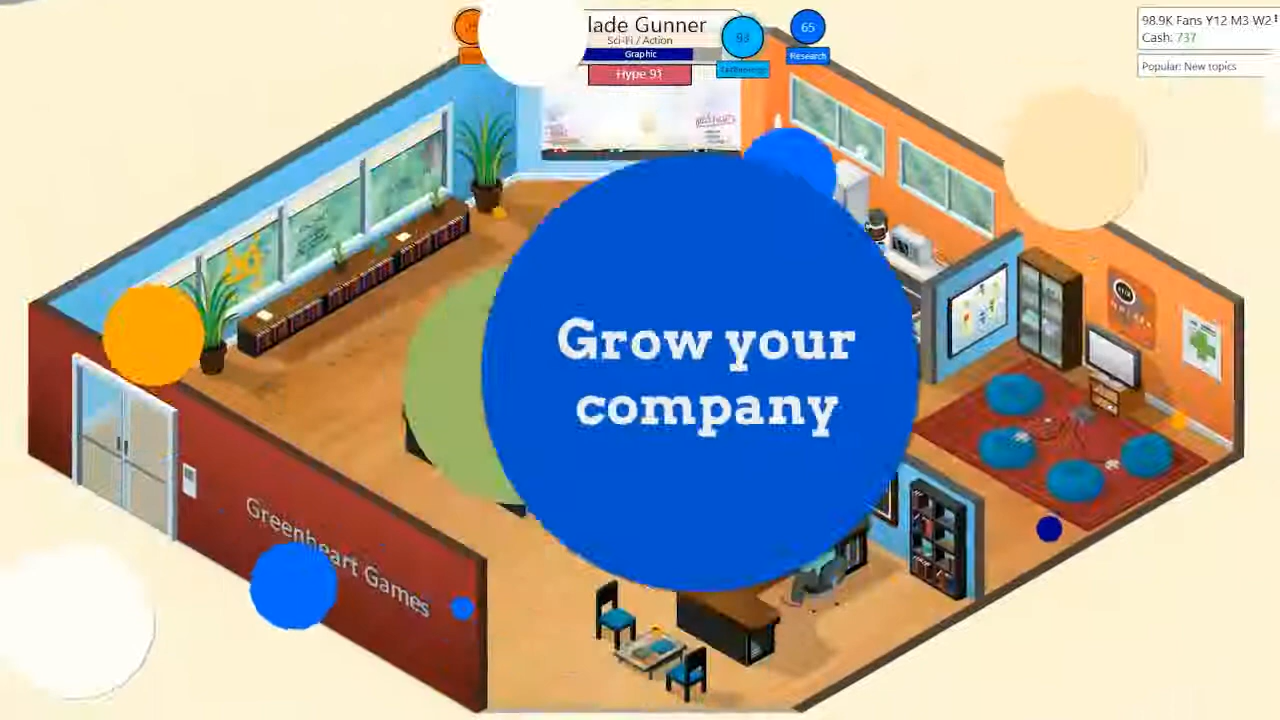 lade Gunner
Sci-Fi / Action
Graphic
Hype 91
93
65
Research
98.9K Fans Y12 M3 W2
Cash: 737
Popular: New topics
Grow your
company
Greenheart Games